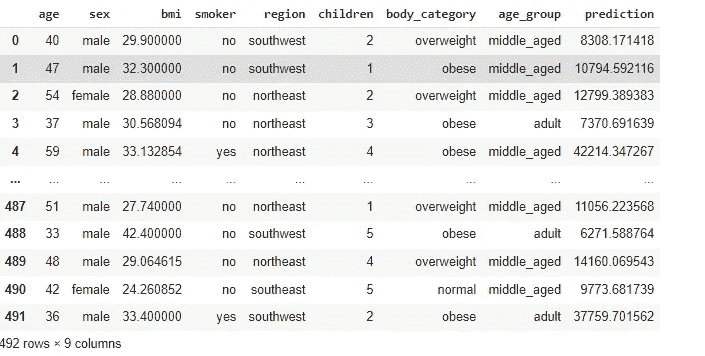 age sex bmi smoker region children body_category age_group prediction
0 40 male 29.900000 no southwest 2 overweight middle_aged 8308.171418
1 47 male 32.300000 no southwest 1 obese middle_aged 10794.592116
2 54 female 28.880000 no northeast 2 overweight middle_aged 12799.389383
3 37 male 30.568094 no northeast 3 obese adult 7370.691639
4 59 male 33.132854 yes northeast 4 obese middle_aged 42214.347267
... ... ... ... ... ... ... ... ... ...
487 51 male 27.740000 no northeast 1 overweight middle_aged 11056.223568
488 33 male 42.400000 no southwest 5 obese adult 6271.588764
489 48 male 29.064615 no northeast 4 overweight middle_aged 14160.069543
490 42 female 24.260852 no southeast 5 normal middle_aged 9773.681739
491 36 male 33.400000 yes southwest 2 obese adult 37759.701562
492 rows × 9 columns